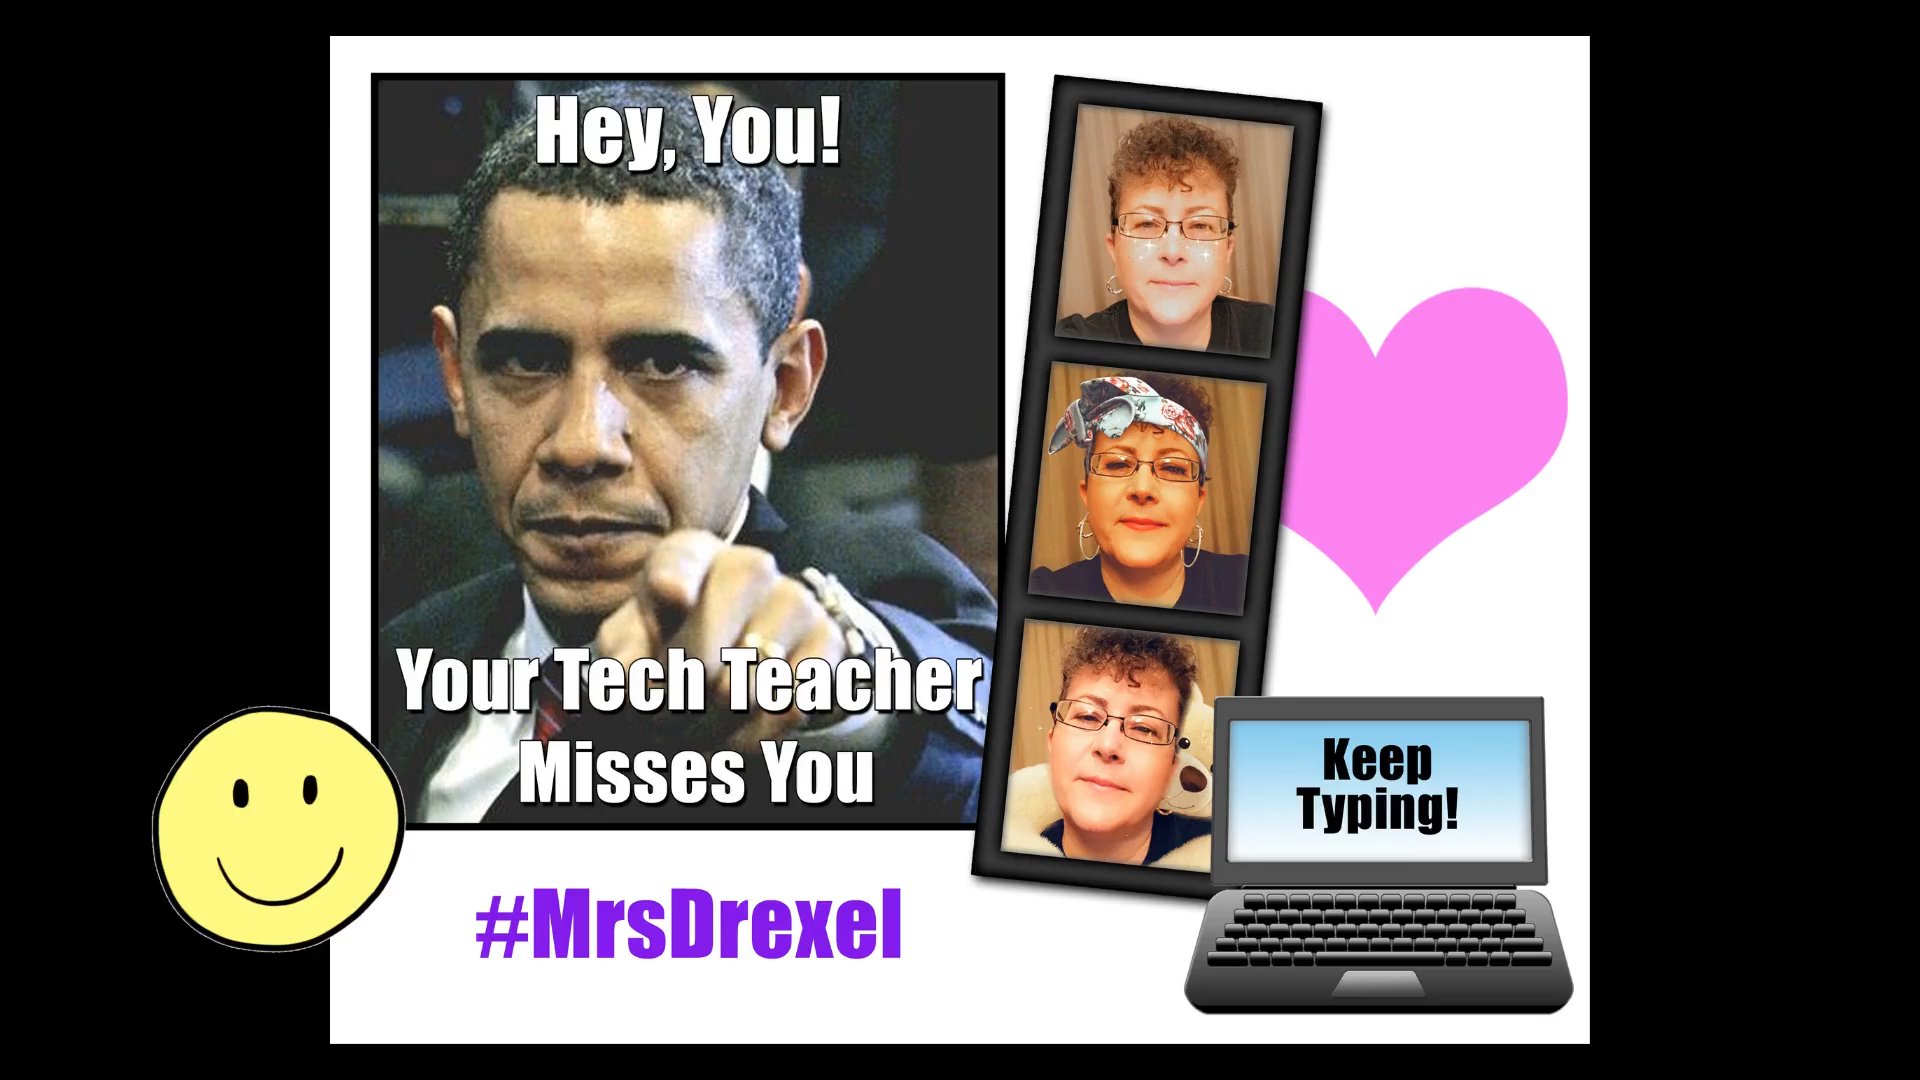 Hey, You!
Your Tech Teacher
Misses You
Keep
Typing!
#MrsDrexel